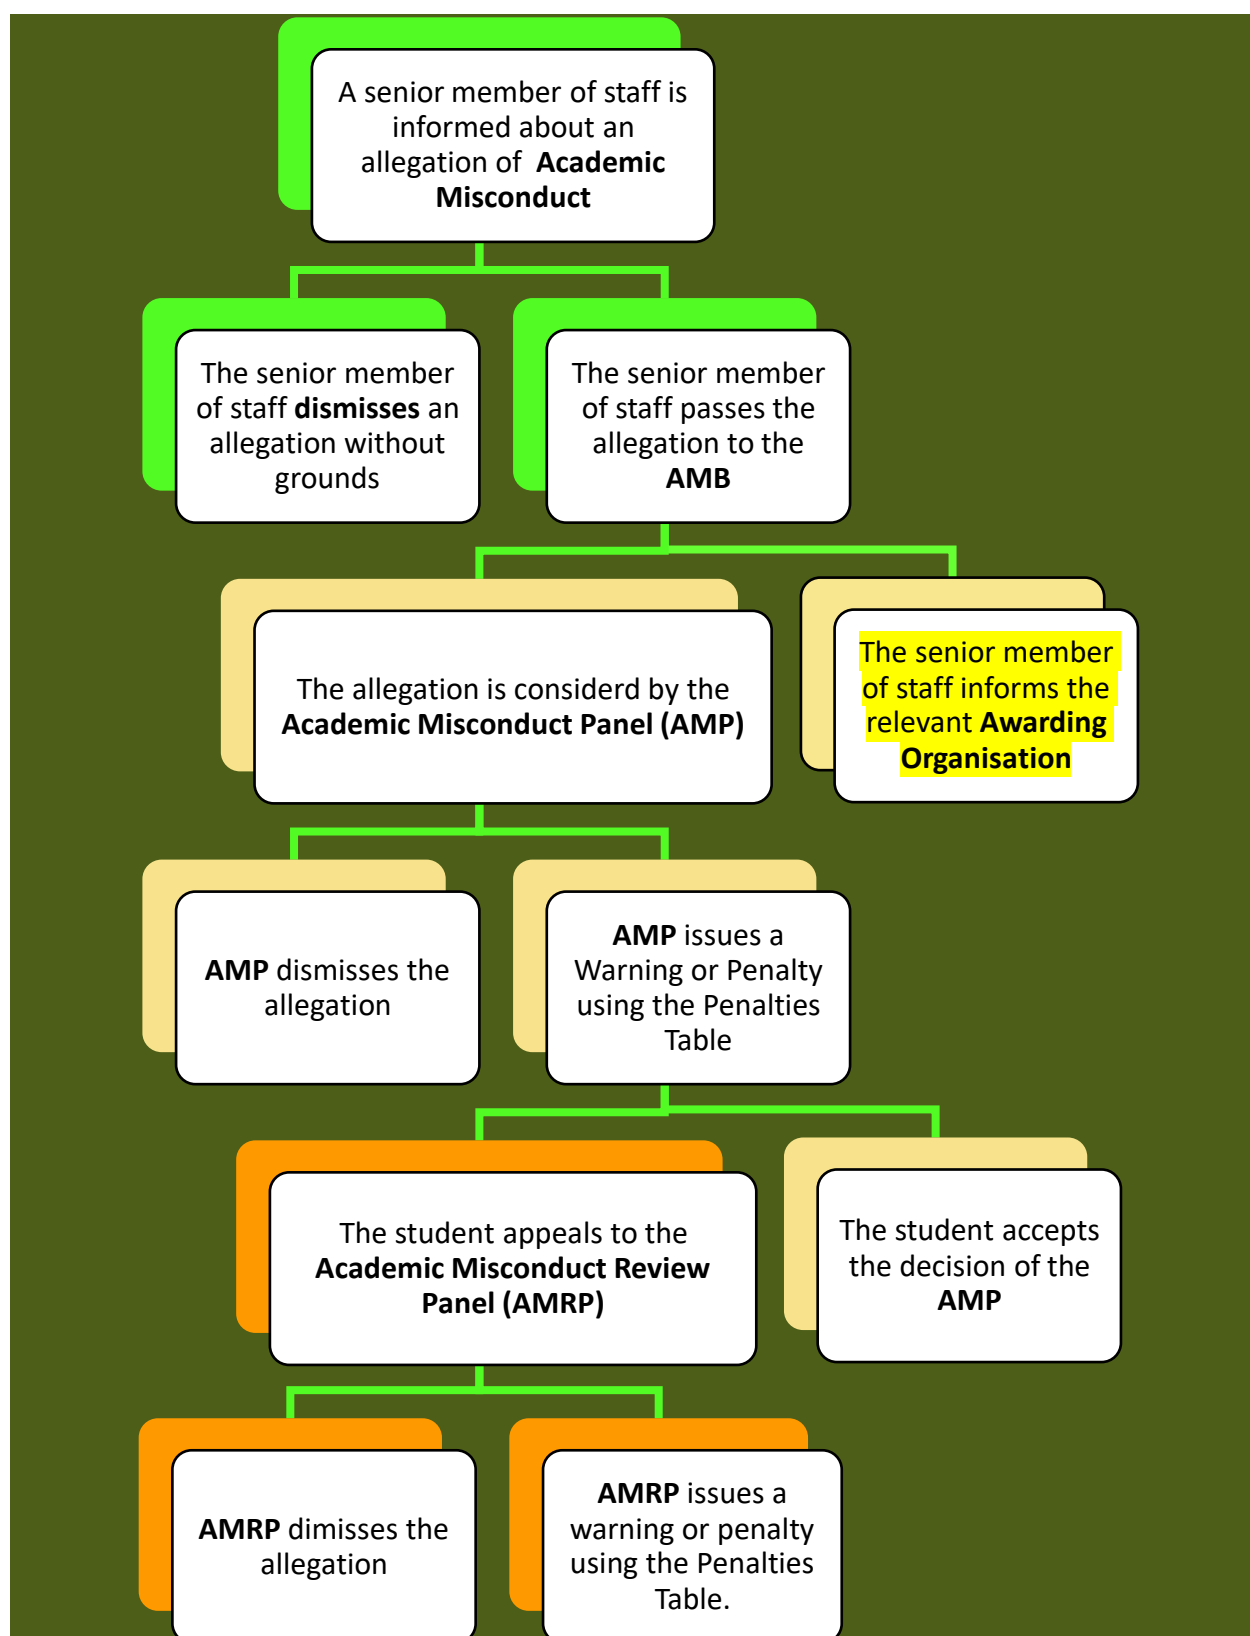 A senior member of staff is
informed about an
allegation of Academic
Misconduct
The senior member
of staff dismisses an
allegation without
grounds
The senior member
of staff passes the
allegation to the
AMB
The allegation is considerd by the
Academic Misconduct Panel (AMP)
The senior member
of staff informs the
relevant Awarding
Organisation
AMP dismisses the
allegation
AMP issues a
Warning or Penalty
using the Penalties
Table
The student appeals to the
Academic Misconduct Review
Panel (AMRP)
The student accepts
the decision of the
AMP
AMRP dimisses the
allegation
AMRP issues a
warning or penalty
using the Penalties
Table.